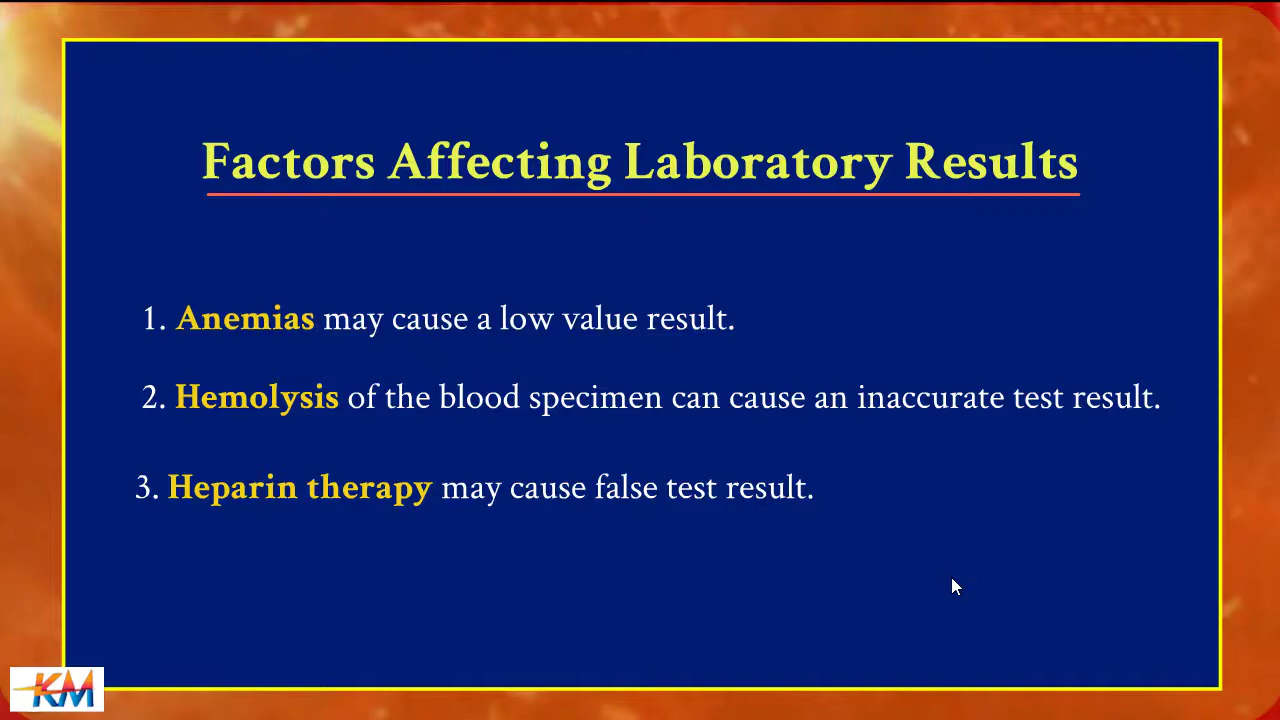 Factors Affecting Laboratory Results
1. Anemias may cause a low value result.
2. Hemolysis of the blood specimen can cause an inaccurate test result.
3. Heparin therapy may cause false test result.
KM